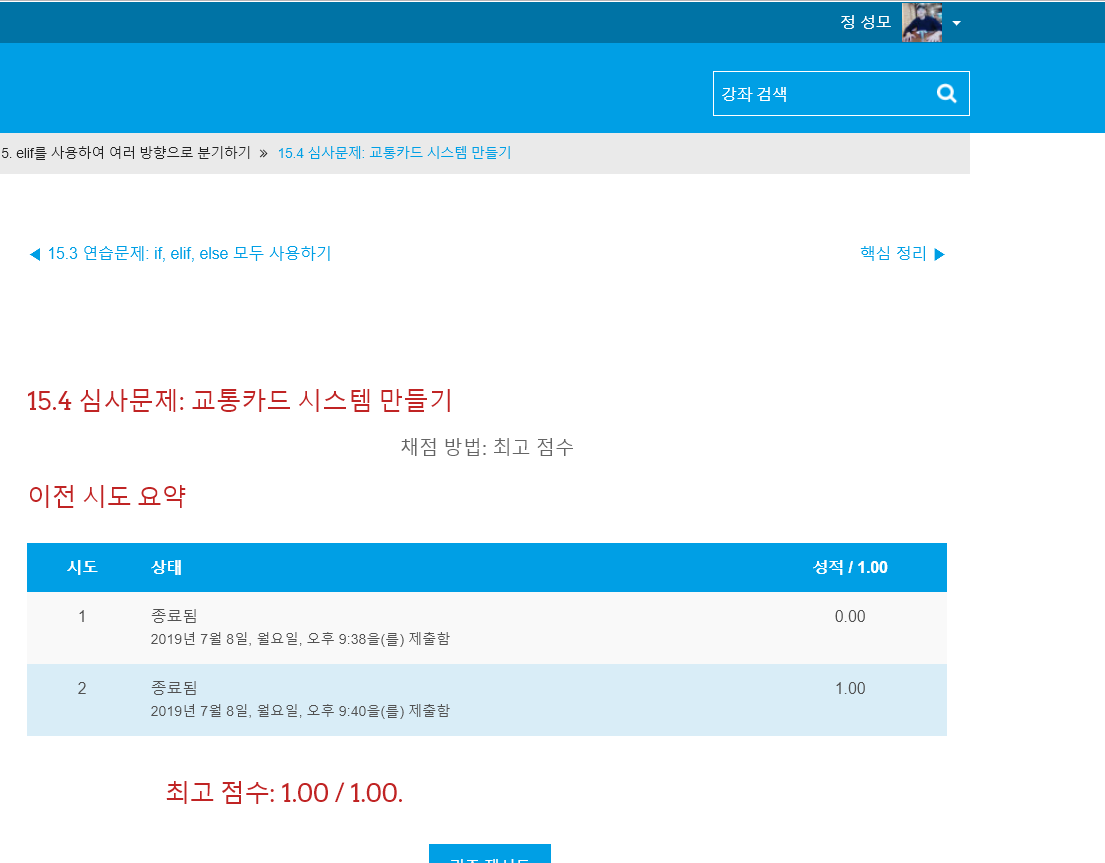 정 성모
강좌 검색
5. elif를 사용하여 여러 방향으로 분기하기 » 15.4 심사문제: 교통카드 시스템 만들기
◀ 15.3 연습문제: if, elif, else 모두 사용하기
핵심 정리 ▶
15.4 심사문제: 교통카드 시스템 만들기
채점 방법: 최고 점수
이전 시도 요약
시도 상태 성적 / 1.00
1 종료됨 0.00
2019년 7월 8일, 월요일, 오후 9:38을(를) 제출함
2 종료됨 1.00
2019년 7월 8일, 월요일, 오후 9:40을(를) 제출함
최고 점수: 1.00 / 1.00.